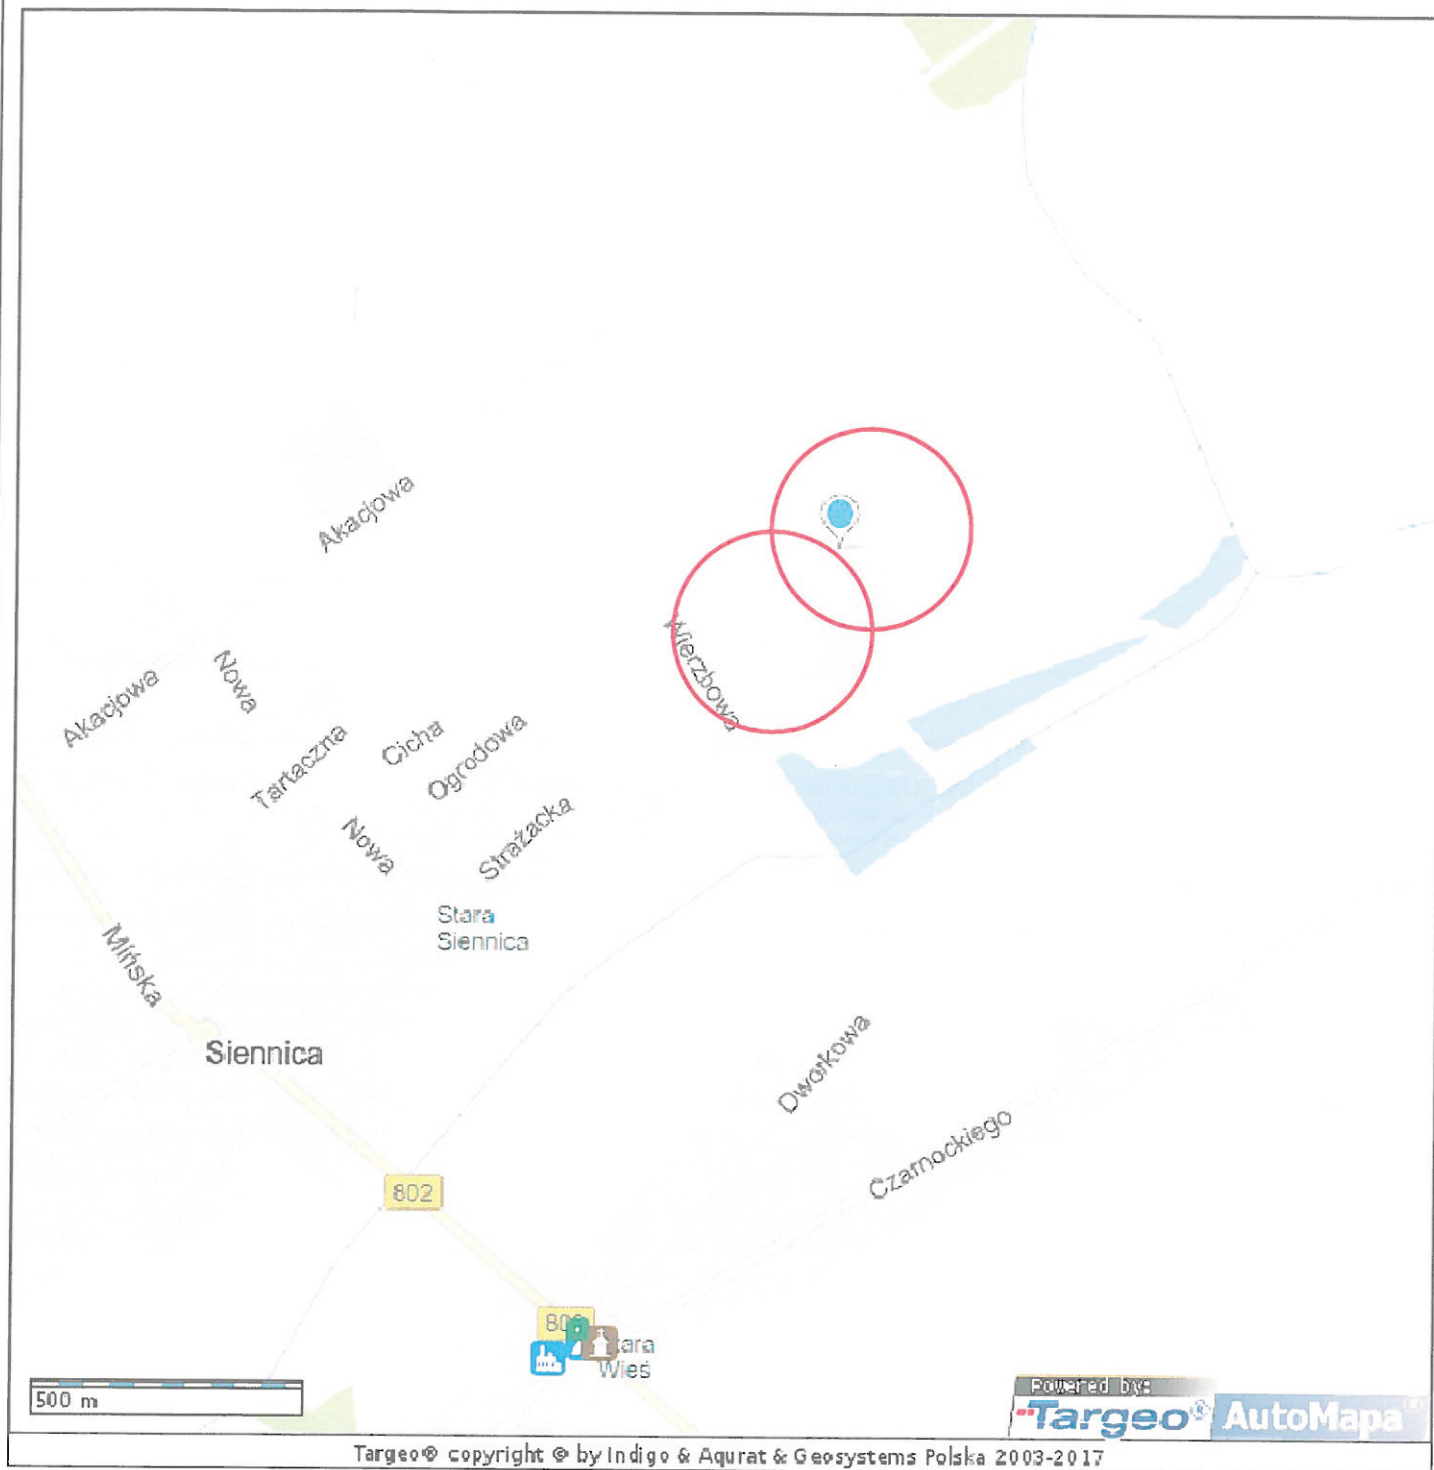 Akacjowa
Wierzbowa
Nowa
Akacjowa
Cicha
Ogrodowa
Tartaczna
Nowa
Strażacka
Stara
Siennica
Mińska
Siennica
Dworkowa
Czarnockiego
802
Wieś
500 m
Powered by:
Targeo® AutoMapa®
Targeo® copyright © by Indigo & Aqurat & Geosystems Polska 2003-2017